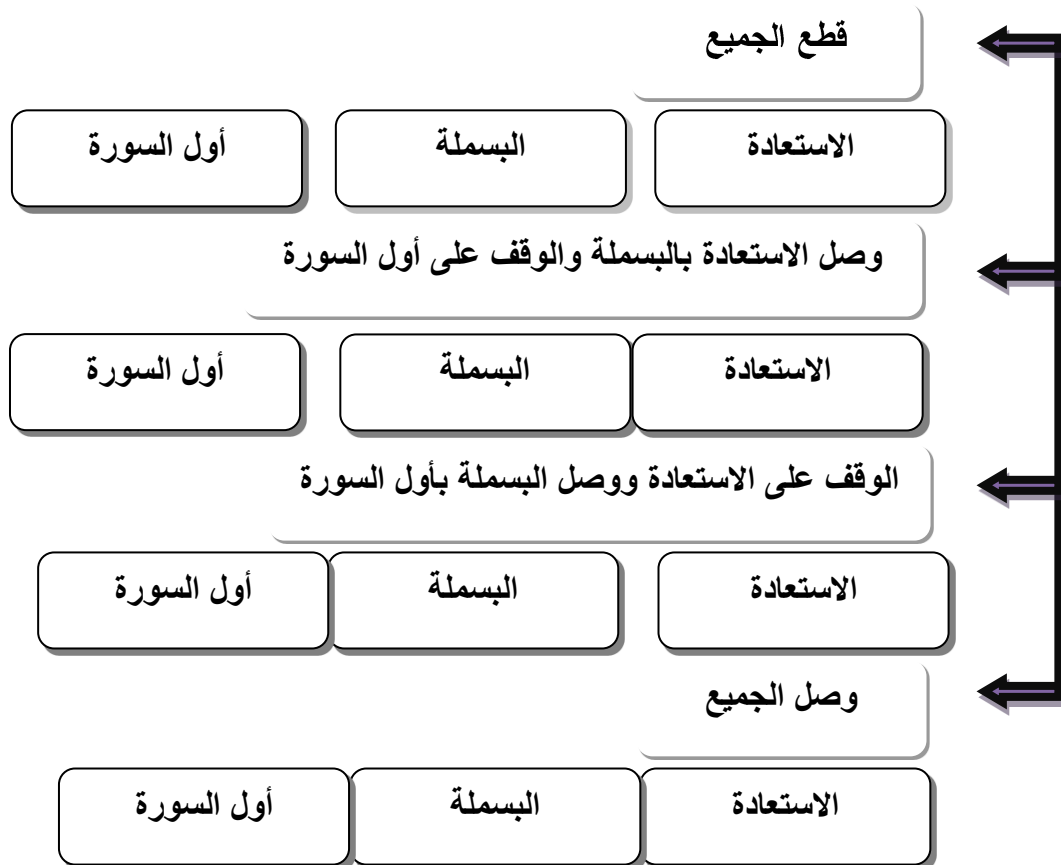 قطع الجميع
الاستعادة البسملة أول السورة
وصل الاستعادة بالبسملة والوقف على أول السورة
الاستعادة البسملة أول السورة
الوقف على الاستعادة ووصل البسملة بأول السورة
الاستعادة البسملة أول السورة
وصل الجميع
الاستعادة البسملة أول السورة